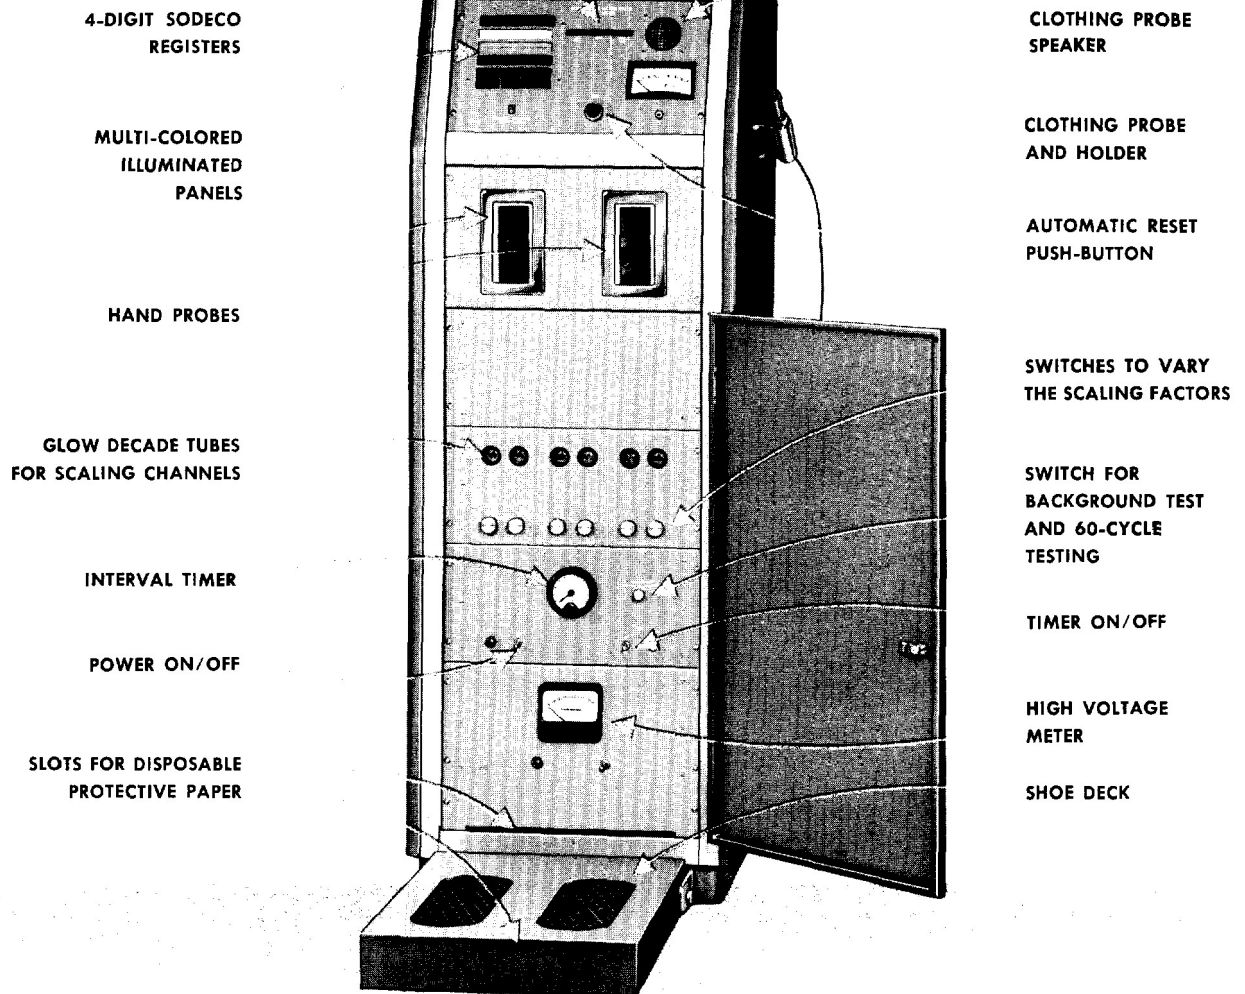 4-DIGIT SODECO
REGISTERS
MULTI-COLORED
ILLUMINATED
PANELS
HAND PROBES
GLOW DECADE TUBES
FOR SCALING CHANNELS
INTERVAL TIMER
POWER ON/OFF
SLOTS FOR DISPOSABLE
PROTECTIVE PAPER
CLOTHING PROBE
SPEAKER
CLOTHING PROBE
AND HOLDER
AUTOMATIC RESET
PUSH-BUTTON
SWITCHES TO VARY
THE SCALING FACTORS
SWITCH FOR
BACKGROUND TEST
AND 60-CYCLE
TESTING
TIMER ON/OFF
HIGH VOLTAGE
METER
SHOE DECK